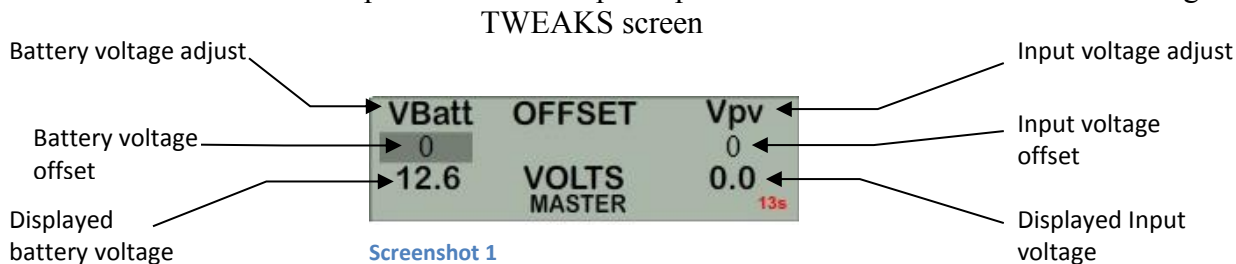 TWEAKS screen
Battery voltage adjust
Input voltage adjust
VBatt OFFSET Vpv
Battery voltage offset
0 0
Input voltage offset
12.6 VOLTS 0.0
MASTER 13s
Displayed
battery voltage
Displayed Input
voltage
Screenshot 1